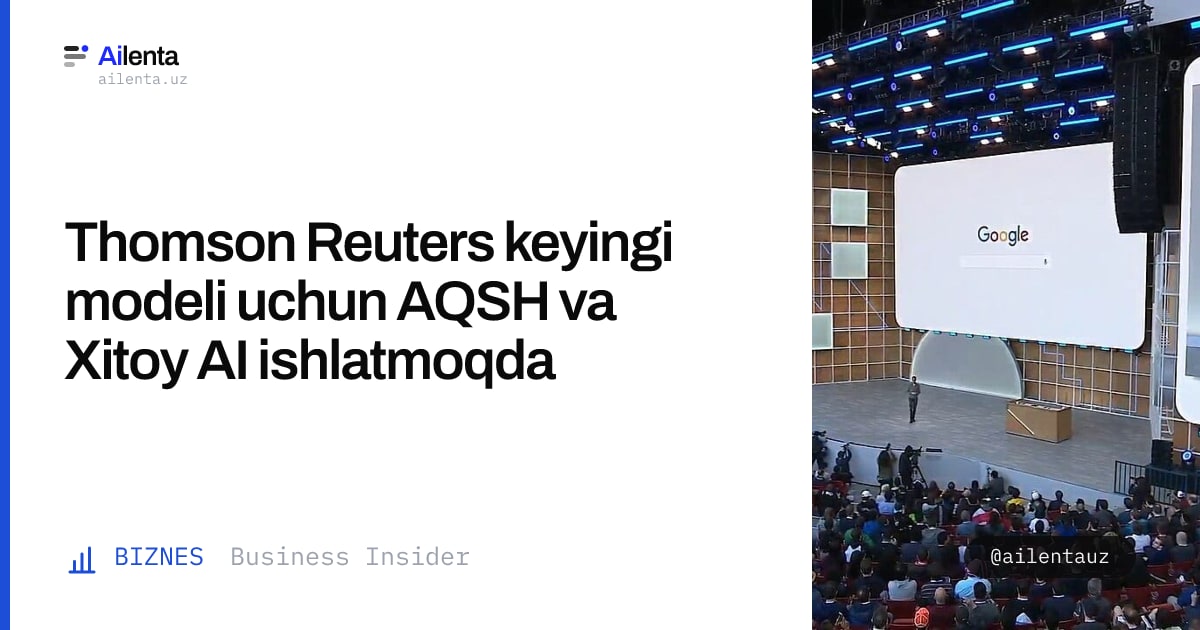 Ailenta
ailenta.uz
Thomson Reuters keyingi
modeli uchun AQSH va
Xitoy AI ishlatmoqda
BIZNES Business Insider
Google
@ailentauz